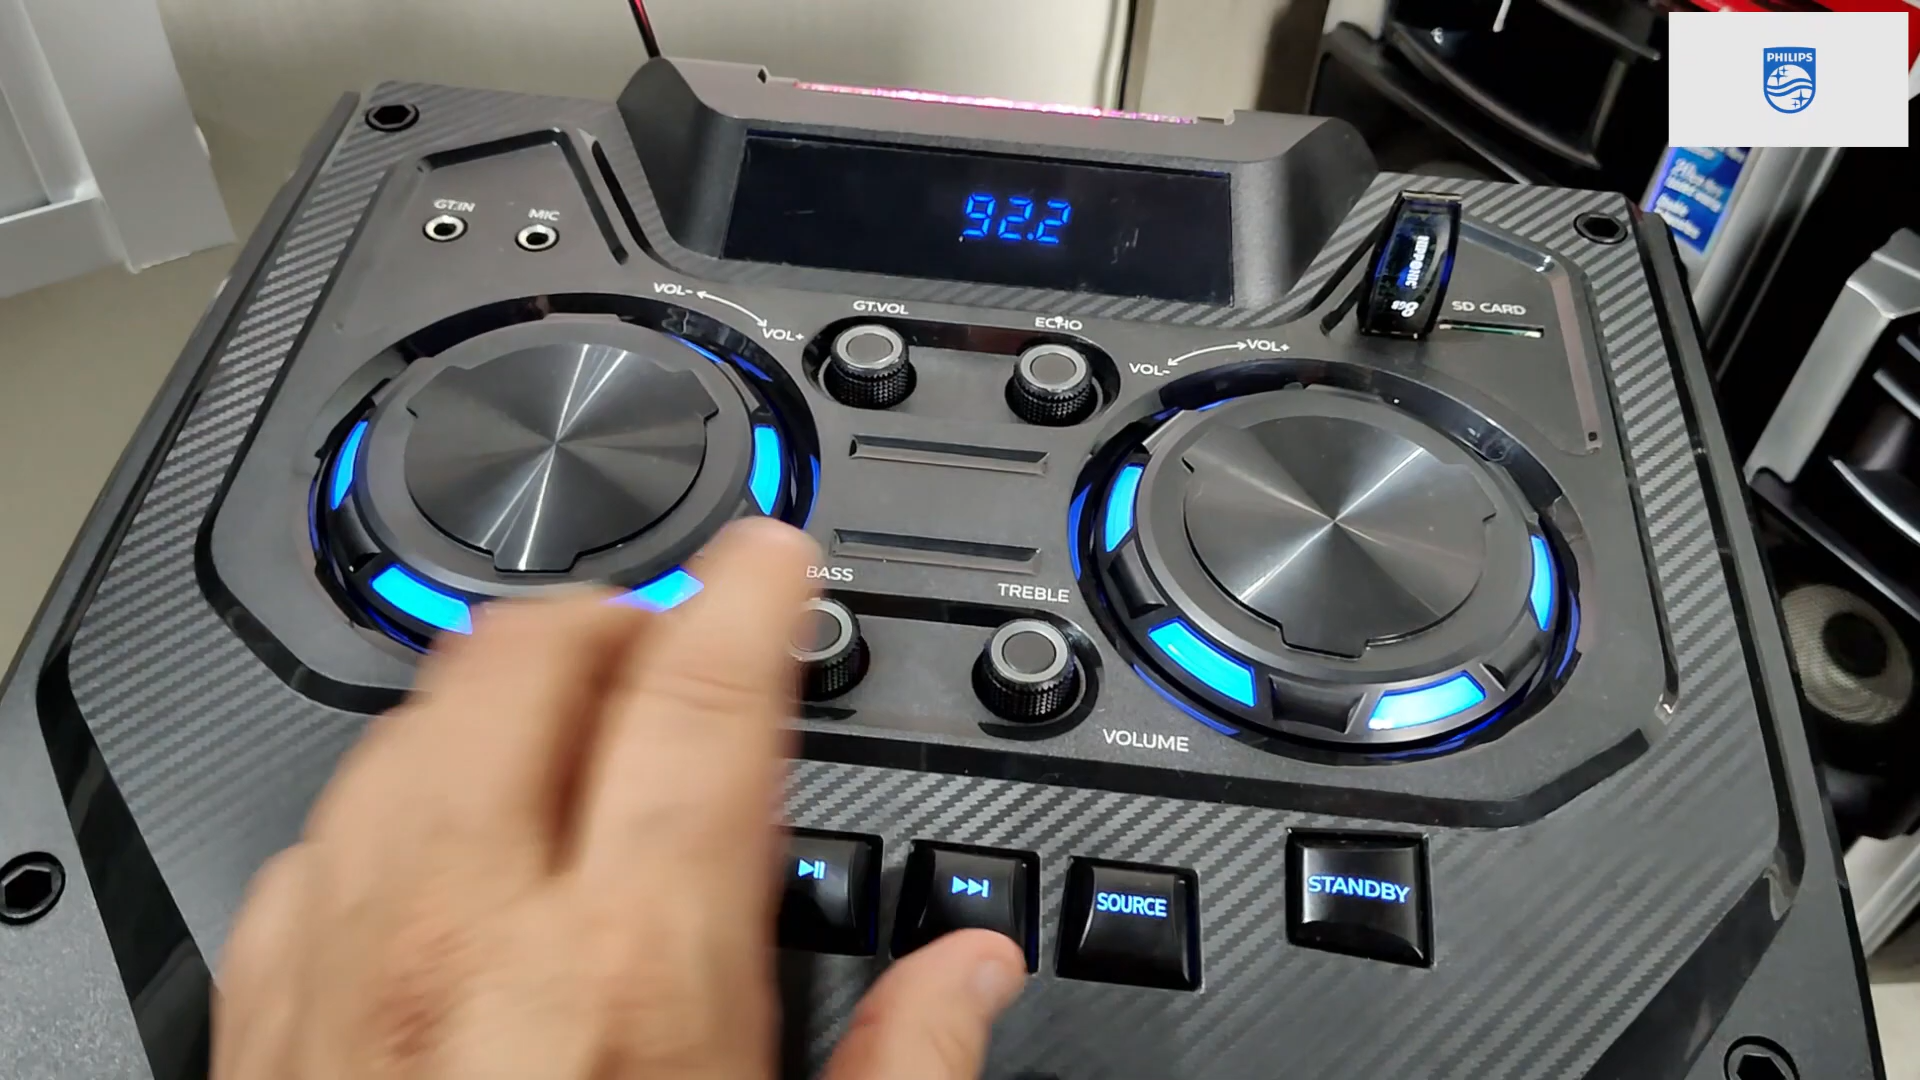 PHILIPS
92.2
GT.IN
MIC
VOL-
VOL+
GT.VOL
ECHO
VOL-
VOL+
8GB
SD CARD
BASS
TREBLE
VOLUME
SOURCE
STANDBY